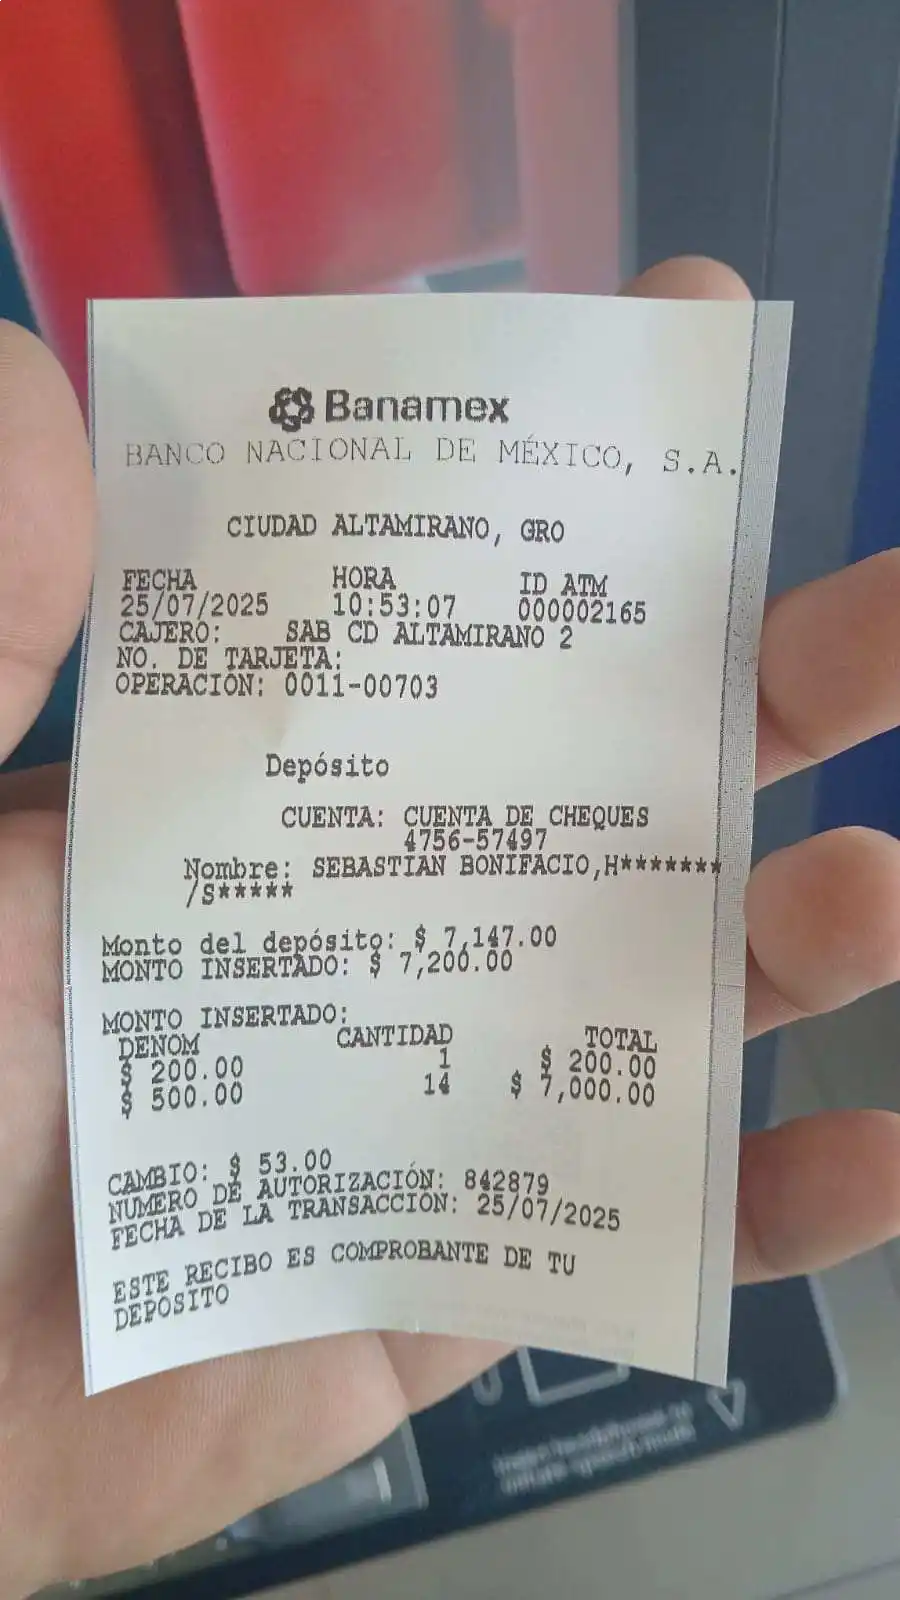 Banamex
BANCO NACIONAL DE MÉXICO, S.A.
CIUDAD ALTAMIRANO, GRO
FECHA HORA ID ATM
25/07/2025 10:53:07 000002165
CAJERO: SAB CD ALTAMIRANO 2
NO. DE TARJETA:
OPERACIÓN: 0011-00703
Depósito
CUENTA: CUENTA DE CHEQUES
4756-57497
Nombre: SEBASTIAN BONIFACIO,H*******
/S*****
Monto del depósito: $ 7,147.00
MONTO INSERTADO: $ 7,200.00
MONTO INSERTADO:
DENOM CANTIDAD TOTAL
$ 200.00 1 $ 200.00
$ 500.00 14 $ 7,000.00
CAMBIO: $ 53.00
NUMERO DE AUTORIZACIÓN: 842879
FECHA DE LA TRANSACCIÓN: 25/07/2025
ESTE RECIBO ES COMPROBANTE DE TU
DEPÓSITO